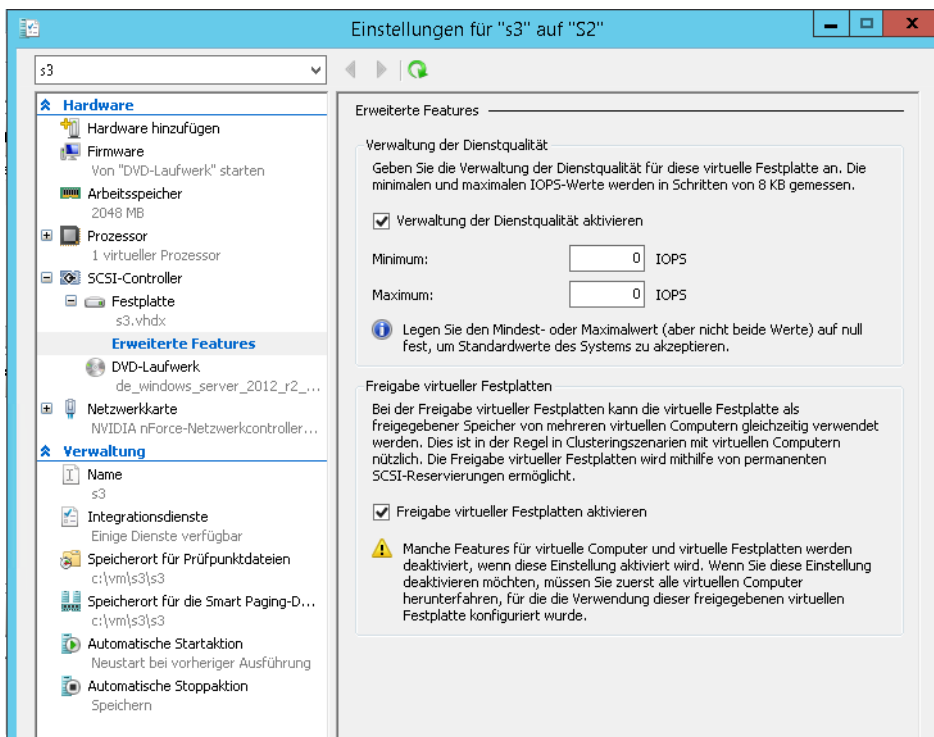 Einstellungen für "s3" auf "S2"
s3
Hardware
Hardware hinzufügen
Firmware
Von "DVD-Laufwerk" starten
Arbeitsspeicher
2048 MB
Prozessor
1 virtueller Prozessor
SCSI-Controller
Festplatte
s3.vhdx
Erweiterte Features
DVD-Laufwerk
de_windows_server_2012_r2_...
Netzwerkkarte
NVIDIA nForce-Netzwerkcontroller...
Verwaltung
Name
s3
Integrationsdienste
Einige Dienste verfügbar
Speicherort für Prüfpunktdateien
c:\vm\s3\s3
Speicherort für die Smart Paging-D...
c:\vm\s3\s3
Automatische Startaktion
Neustart bei vorheriger Ausführung
Automatische Stoppaktion
Speichern
Erweiterte Features
Verwaltung der Dienstqualität
Geben Sie die Verwaltung der Dienstqualität für diese virtuelle Festplatte an. Die
minimalen und maximalen IOPS-Werte werden in Schritten von 8 KB gemessen.
Verwaltung der Dienstqualität aktivieren
Minimum: 0 IOPS
Maximum: 0 IOPS
Legen Sie den Mindest- oder Maximalwert (aber nicht beide Werte) auf null
fest, um Standardwerte des Systems zu akzeptieren.
Freigabe virtueller Festplatten
Bei der Freigabe virtueller Festplatten kann die virtuelle Festplatte als
freigegebener Speicher von mehreren virtuellen Computern gleichzeitig verwendet
werden. Dies ist in der Regel in Clusteringszenarien mit virtuellen Computern
nützlich. Die Freigabe virtueller Festplatten wird mithilfe von permanenten
SCSI-Reservierungen ermöglicht.
Freigabe virtueller Festplatten aktivieren
Manche Features für virtuelle Computer und virtuelle Festplatten werden
deaktiviert, wenn diese Einstellung aktiviert wird. Wenn Sie diese Einstellung
deaktivieren möchten, müssen Sie zuerst alle virtuellen Computer
herunterfahren, für die die Verwendung dieser freigegebenen virtuellen
Festplatte konfiguriert wurde.